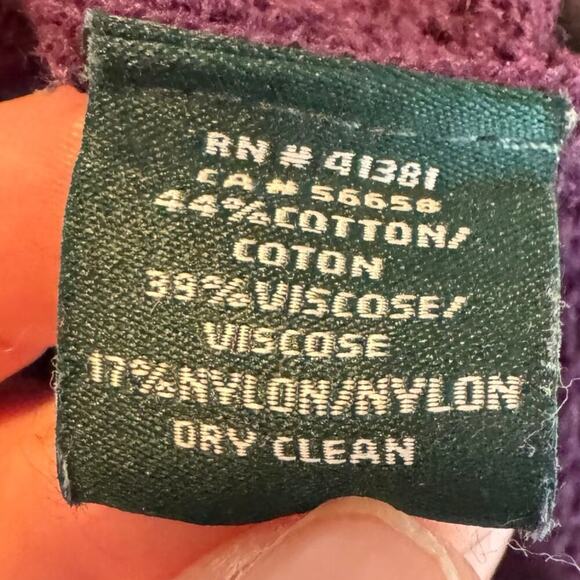 RN # 41381
CA # 56658
44% COTTON/
COTON
39% VISCOSE/
VISCOSE
17% NYLON/NYLON
DRY CLEAN